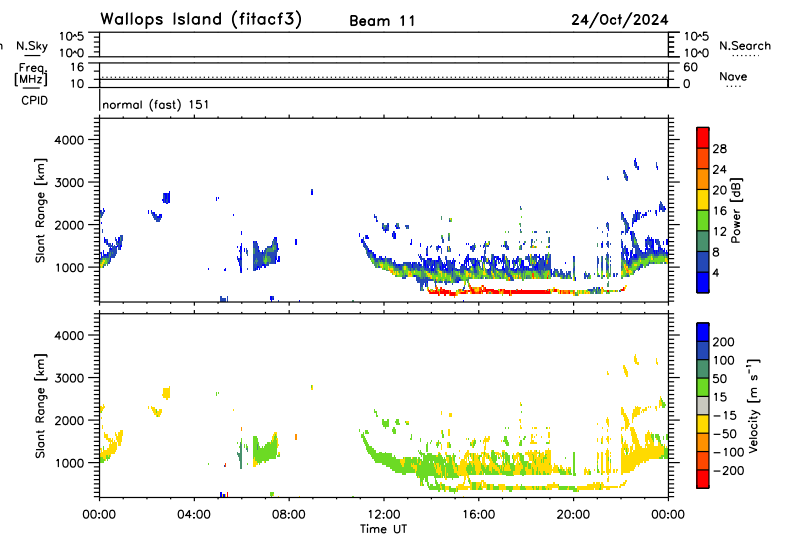 Wallops Island (fitacf3) Beam 11 24/Oct/2024
n N.Sky 10^5 10^5 N.Search
10^0 10^0
Freq 16 60 Nave
[MHz] 10 0
CPID normal (fast) 151
4000
3000
2000
1000
Slant Range [km]
28
24
20
16
12
8
4
Power [dB]
4000
3000
2000
1000
Slant Range [km]
200
100
50
15
-15
-50
-100
-200
Velocity [m s⁻¹]
00:00 04:00 08:00 12:00 16:00 20:00 00:00
Time UT